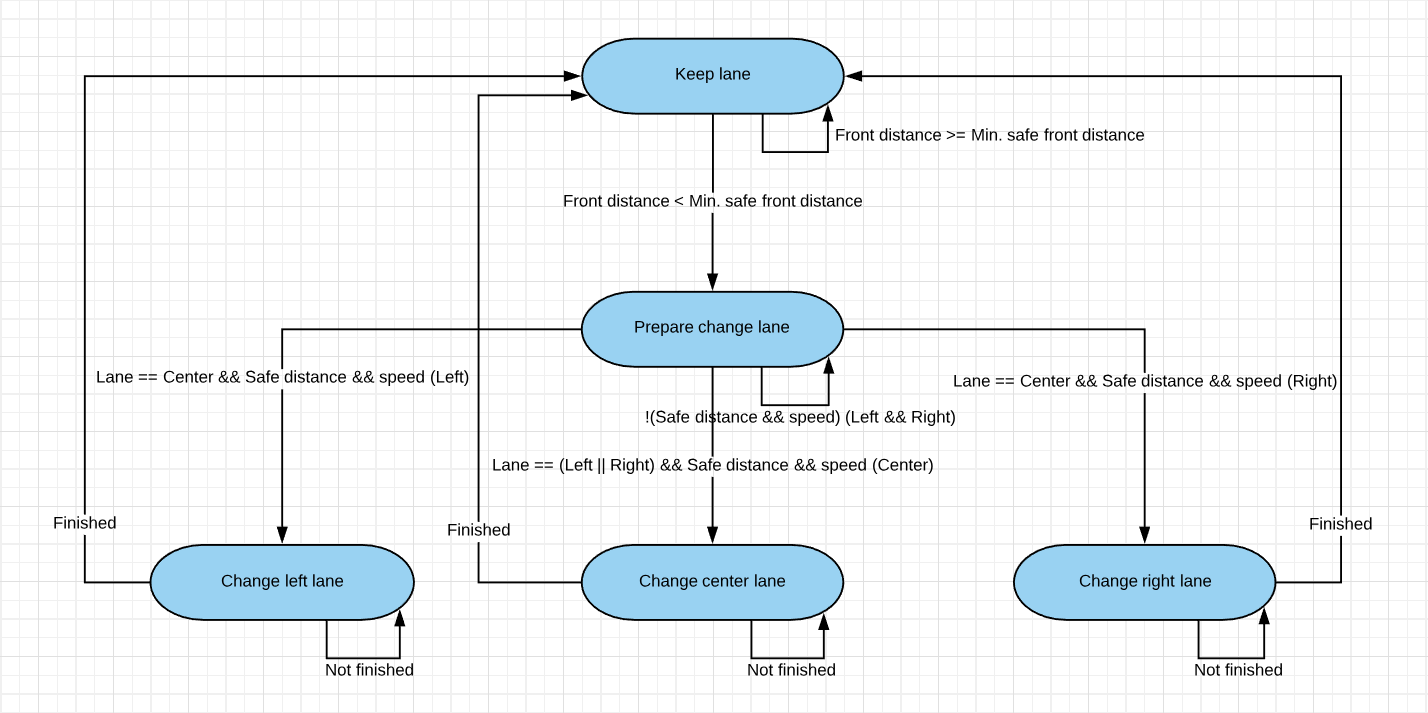 Keep lane
Front distance >= Min. safe front distance
Front distance < Min. safe front distance
Prepare change lane
Lane == Center && Safe distance && speed (Left)
Lane == Center && Safe distance && speed (Right)
!(Safe distance && speed) (Left && Right)
Lane == (Left || Right) && Safe distance && speed (Center)
Finished
Finished
Finished
Change left lane
Change center lane
Change right lane
Not finished
Not finished
Not finished